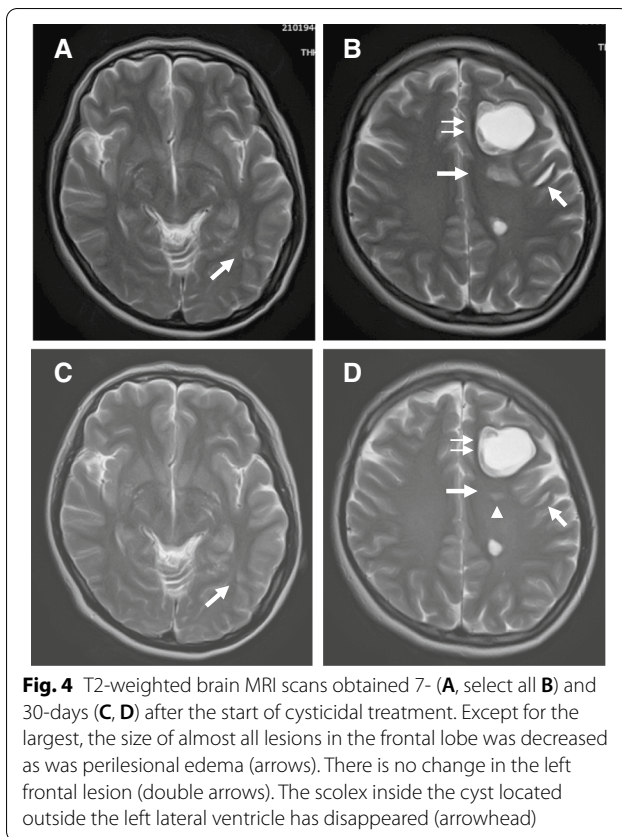 2101944
THK
A
B
TH
C
D
Fig. 4 T2-weighted brain MRI scans obtained 7- (A, select all B) and
30-days (C, D) after the start of cysticidal treatment. Except for the
largest, the size of almost all lesions in the frontal lobe was decreased
as was perilesional edema (arrows). There is no change in the left
frontal lesion (double arrows). The scolex inside the cyst located
outside the left lateral ventricle has disappeared (arrowhead)